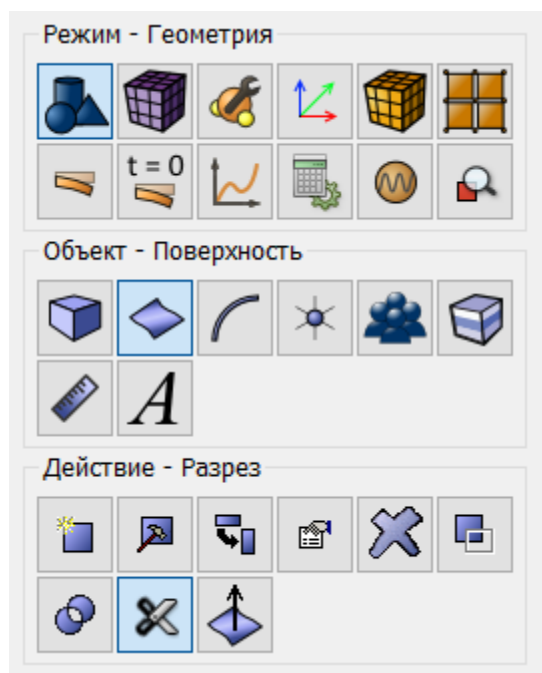 Режим - Геометрия
t = 0
Объект - Поверхность
A
Действие - Разрез